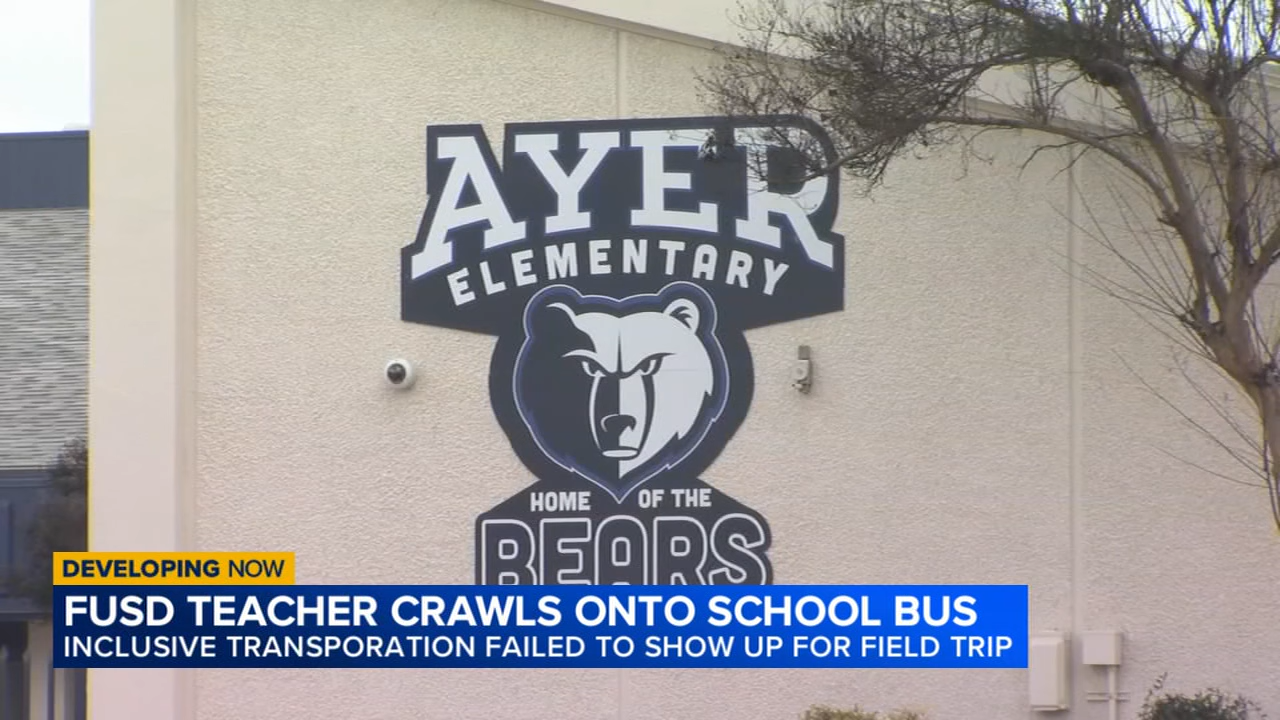 AYER
ELEMENTARY
HOME OF THE
BEARS
DEVELOPING NOW
FUSD TEACHER CRAWLS ONTO SCHOOL BUS
INCLUSIVE TRANSPORATION FAILED TO SHOW UP FOR FIELD TRIP